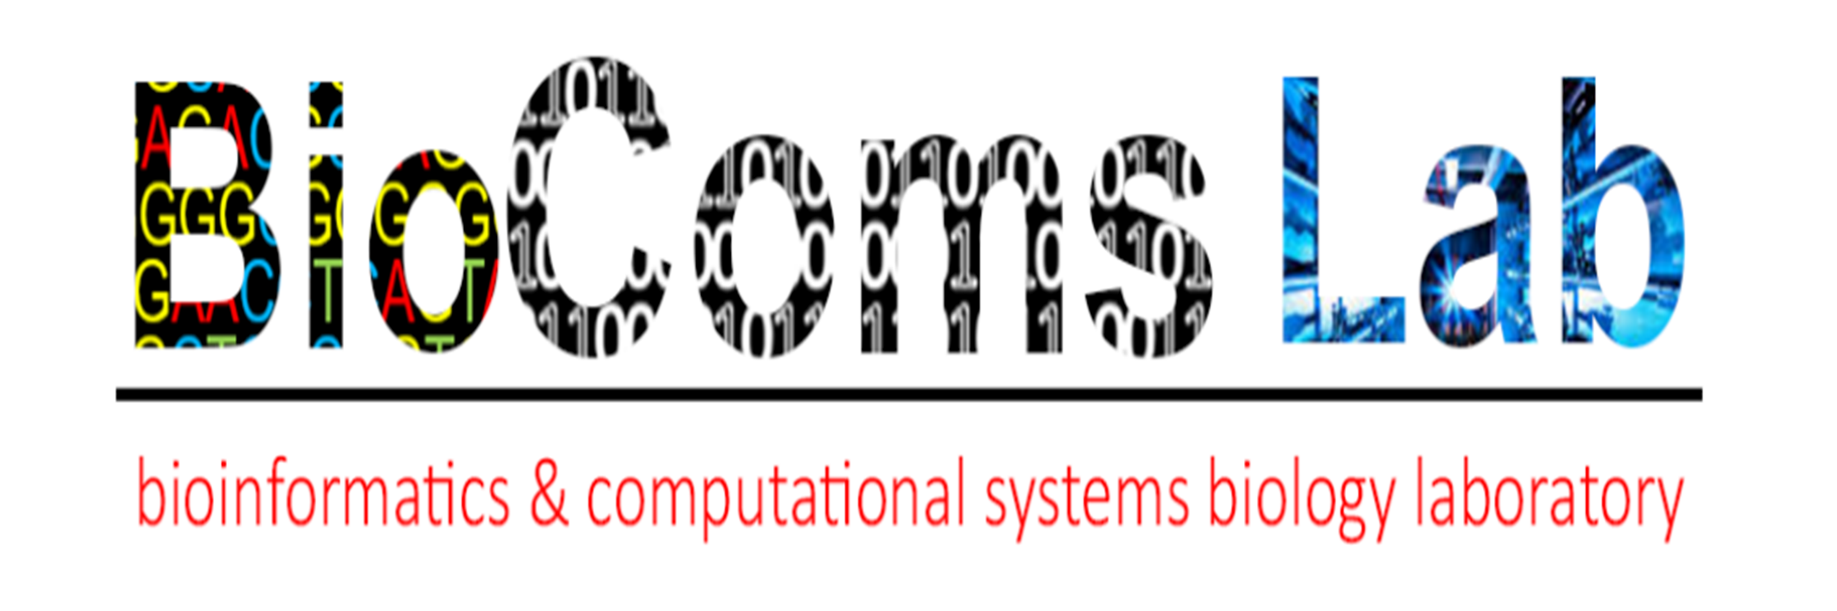 BioComs Lab
bioinformatics & computational systems biology laboratory